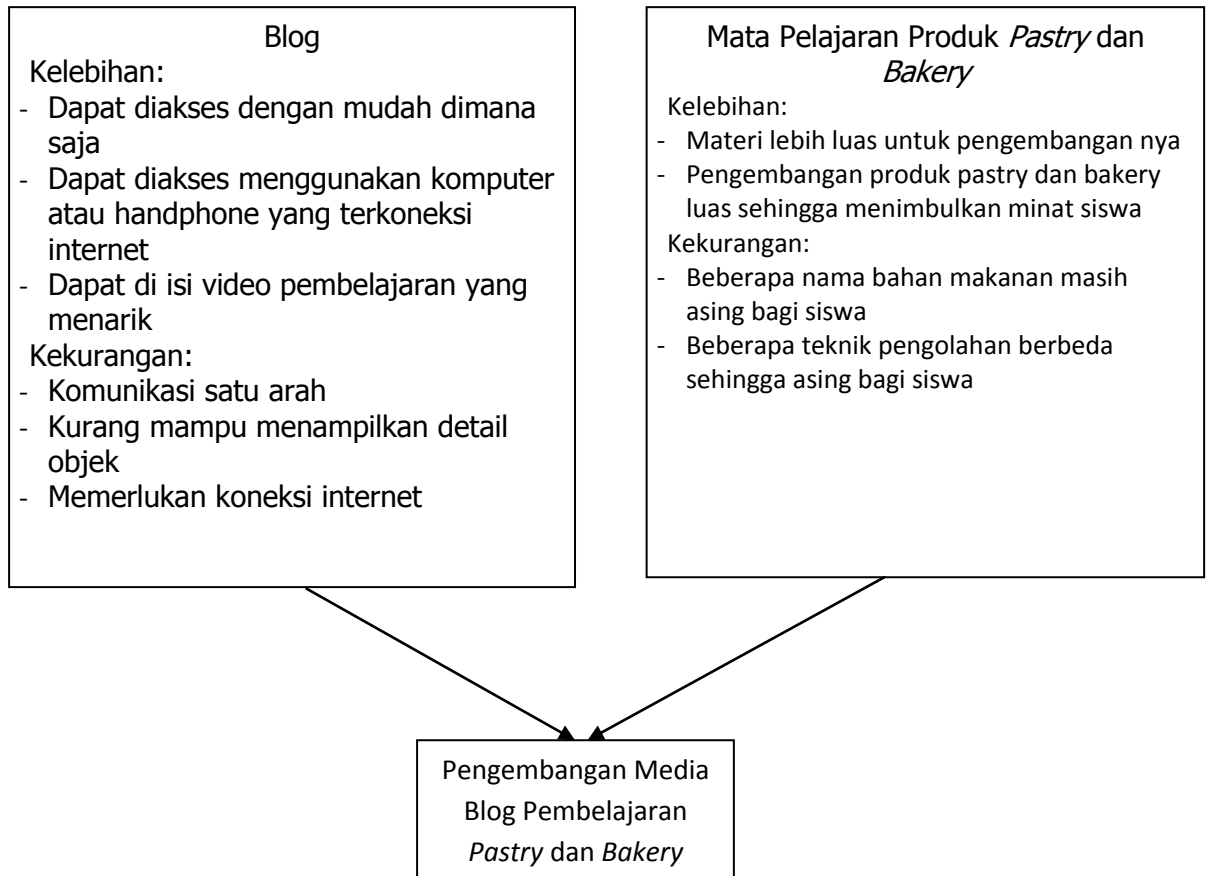 Blog
Kelebihan:
- Dapat diakses dengan mudah dimana
saja
- Dapat diakses menggunakan komputer
atau handphone yang terkoneksi
internet
- Dapat di isi video pembelajaran yang
menarik
Kekurangan:
- Komunikasi satu arah
- Kurang mampu menampilkan detail
objek
- Memerlukan koneksi internet
Mata Pelajaran Produk Pastry dan
Bakery
Kelebihan:
- Materi lebih luas untuk pengembangan nya
- Pengembangan produk pastry dan bakery
luas sehingga menimbulkan minat siswa
Kekurangan:
- Beberapa nama bahan makanan masih
asing bagi siswa
- Beberapa teknik pengolahan berbeda
sehingga asing bagi siswa
Pengembangan Media
Blog Pembelajaran
Pastry dan Bakery